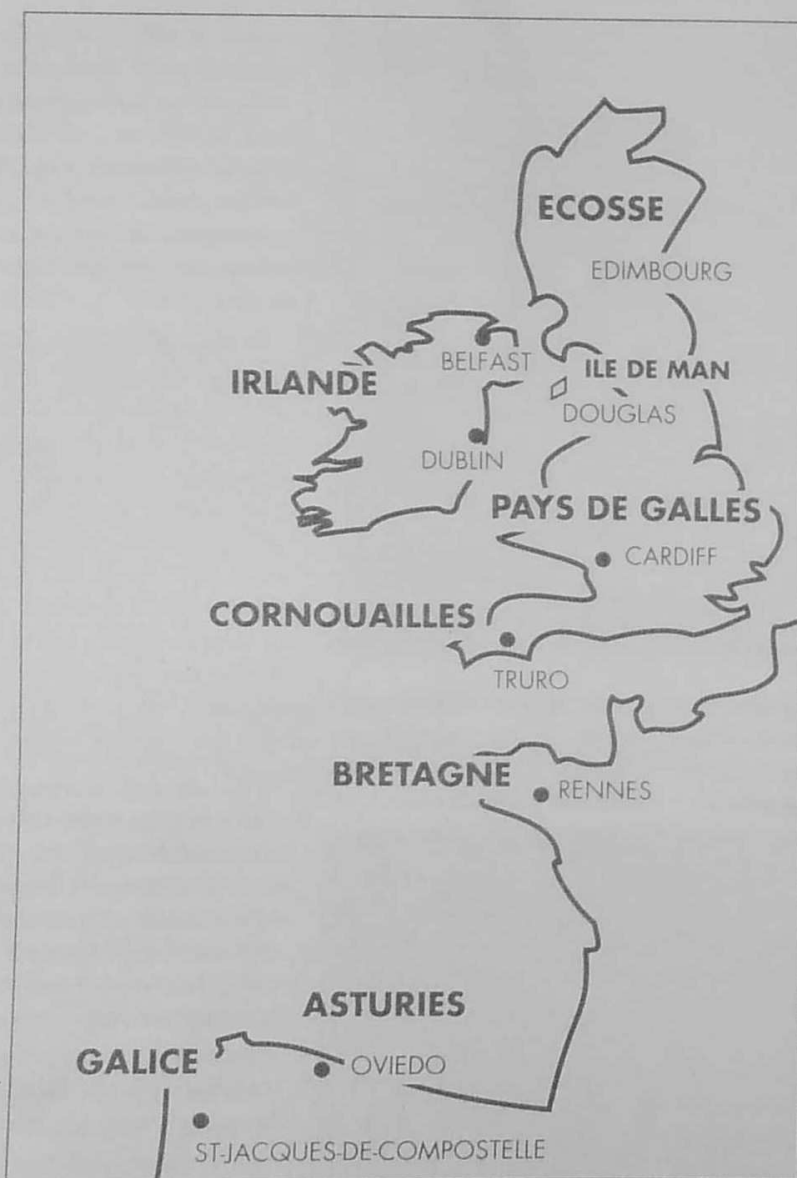 ECOSSE
EDIMBOURG
BELFAST
ILE DE MAN
IRLANDE
DOUGLAS
DUBLIN
PAYS DE GALLES
CARDIFF
CORNOUAILLES
TRURO
BRETAGNE
RENNES
ASTURIES
GALICE
OVIEDO
ST-JACQUES-DE-COMPOSTELLE